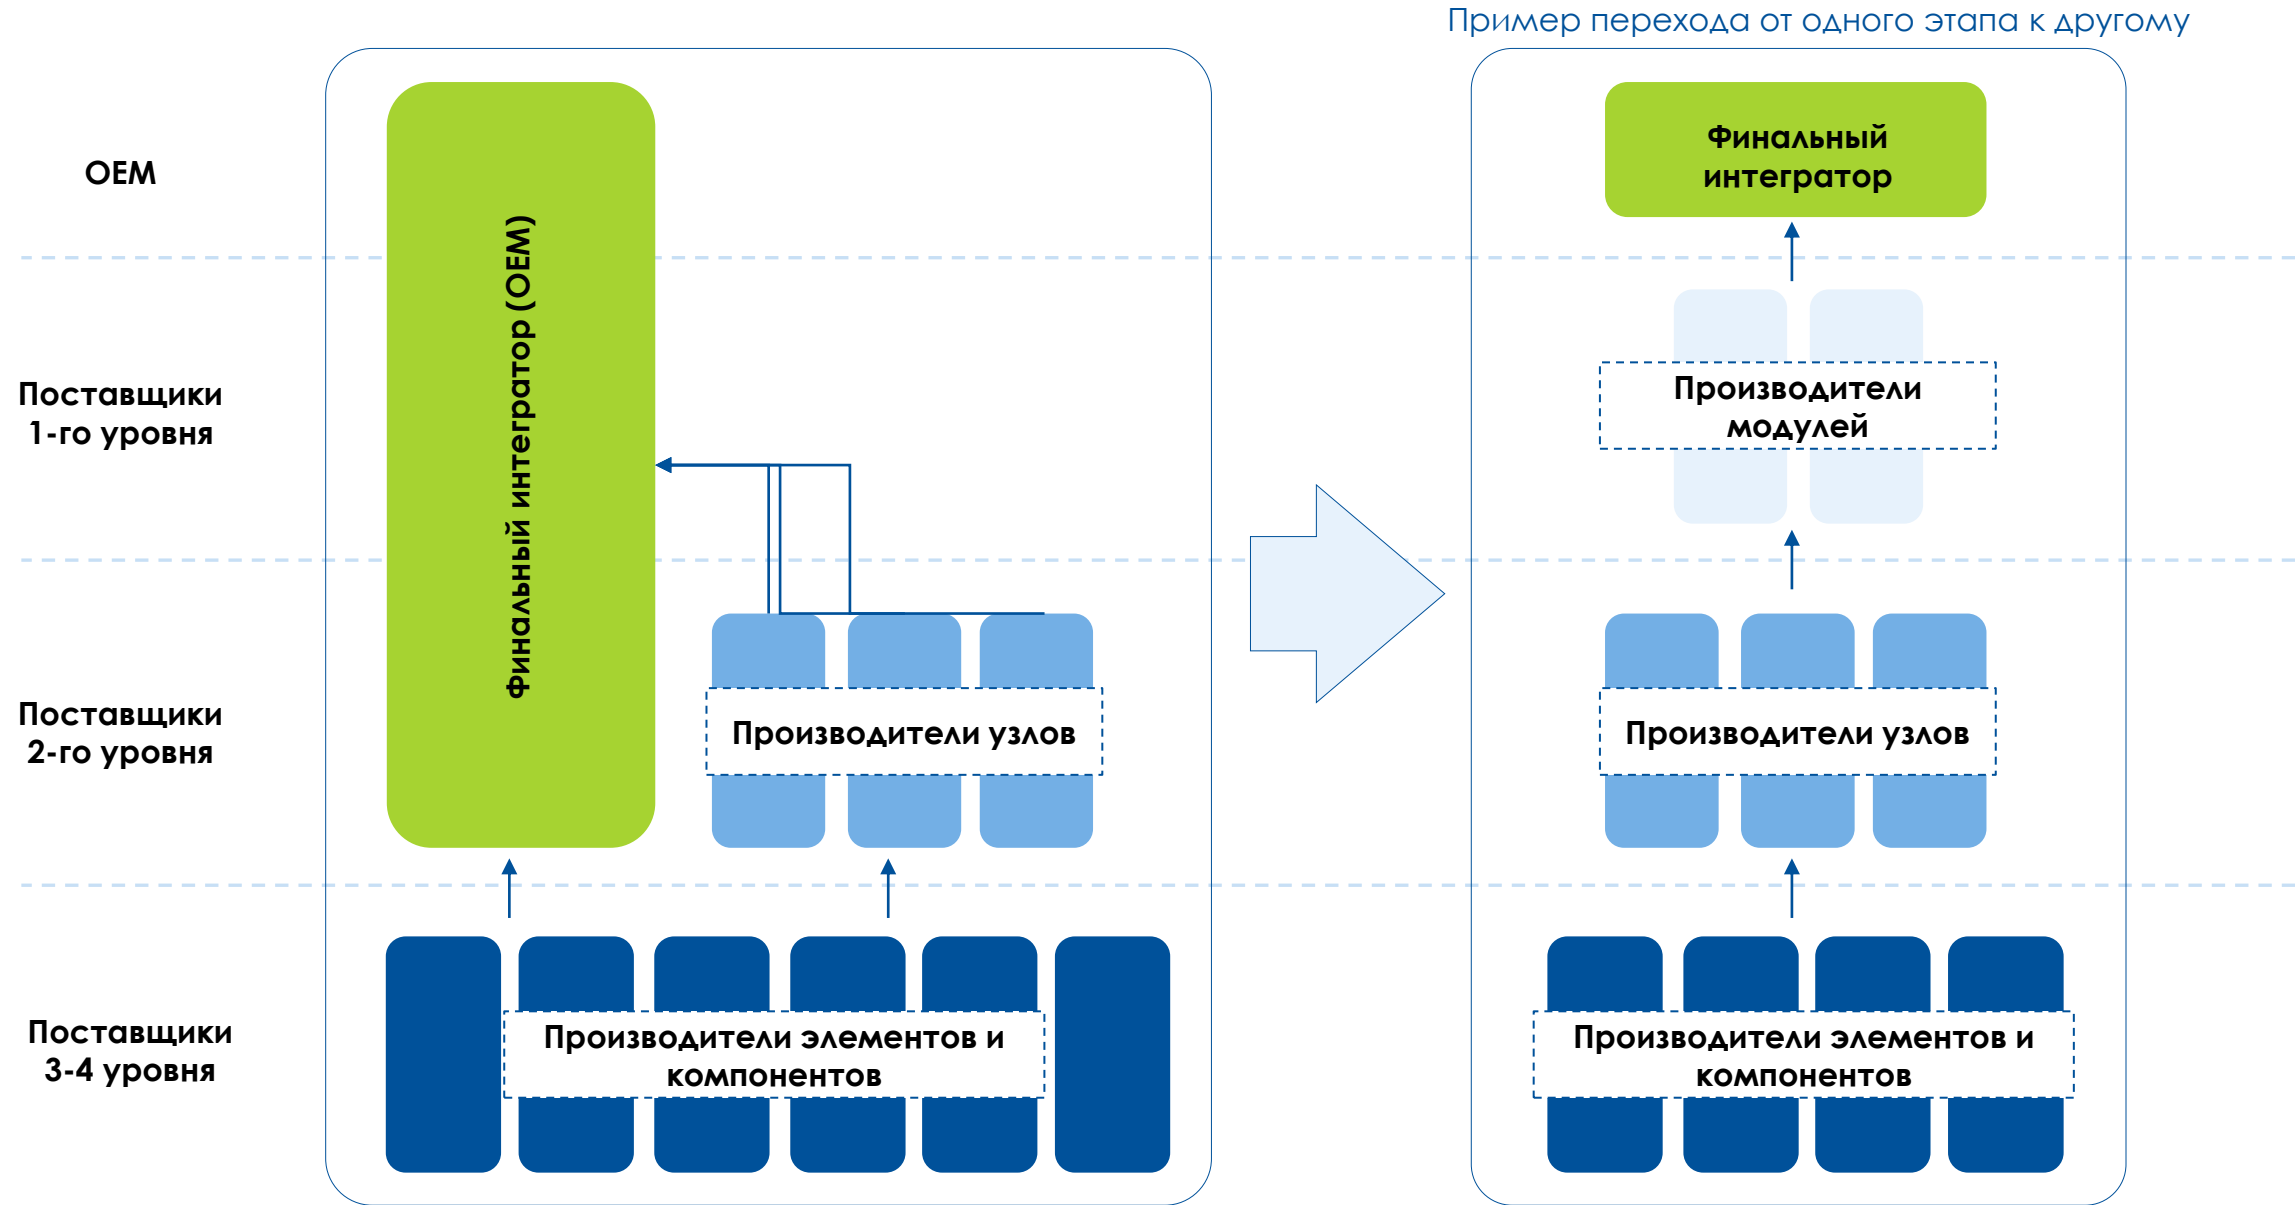 Пример перехода от одного этапа к другому
OEM
Финальный интегратор (OEM)
Финальный
интегратор
Поставщики
1-го уровня
Производители
модулей
Поставщики
2-го уровня
Производители узлов
Производители узлов
Поставщики
3-4 уровня
Производители элементов и
компонентов
Производители элементов и
компонентов